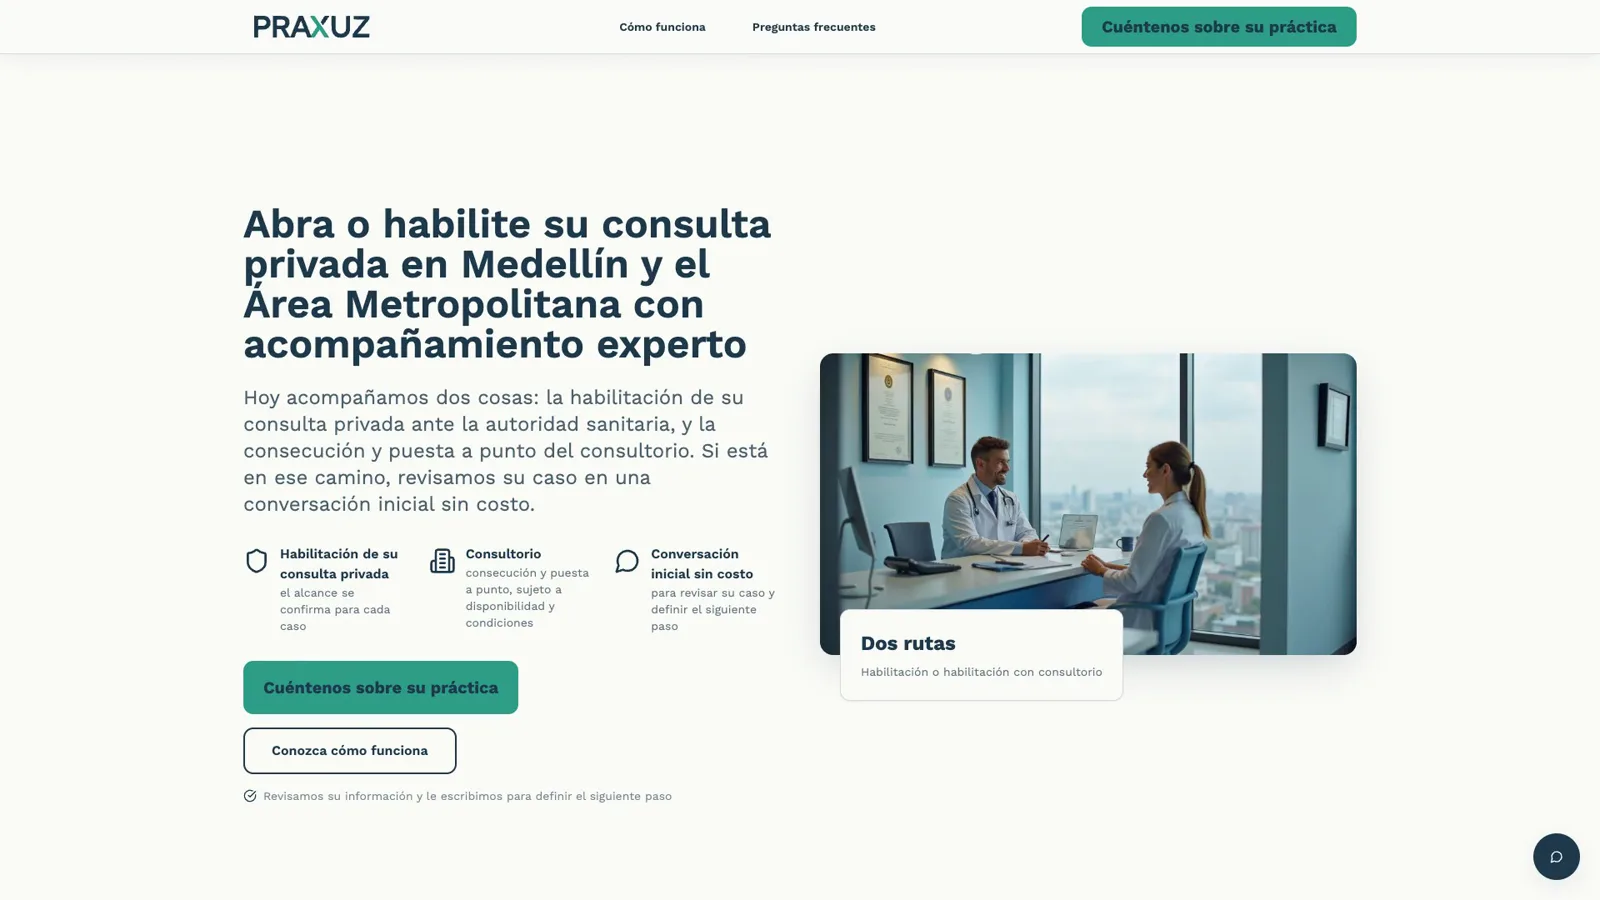 PRAXUZ
Cómo funciona
Preguntas frecuentes
Cuéntenos sobre su práctica
Abra o habilite su consulta
privada en Medellín y el
Área Metropolitana con
acompañamiento experto
Hoy acompañamos dos cosas: la habilitación de su
consulta privada ante la autoridad sanitaria, y la
consecución y puesta a punto del consultorio. Si está
en ese camino, revisamos su caso en una
conversación inicial sin costo.
Habilitación de su
consulta privada
el alcance se
confirma para cada
caso
Consultorio
consecución y puesta
a punto, sujeto a
disponibilidad y
condiciones
Conversación
inicial sin costo
para revisar su caso y
definir el siguiente
paso
Cuéntenos sobre su práctica
Conozca cómo funciona
Revisamos su información y le escribimos para definir el siguiente paso
Dos rutas
Habilitación o habilitación con consultorio